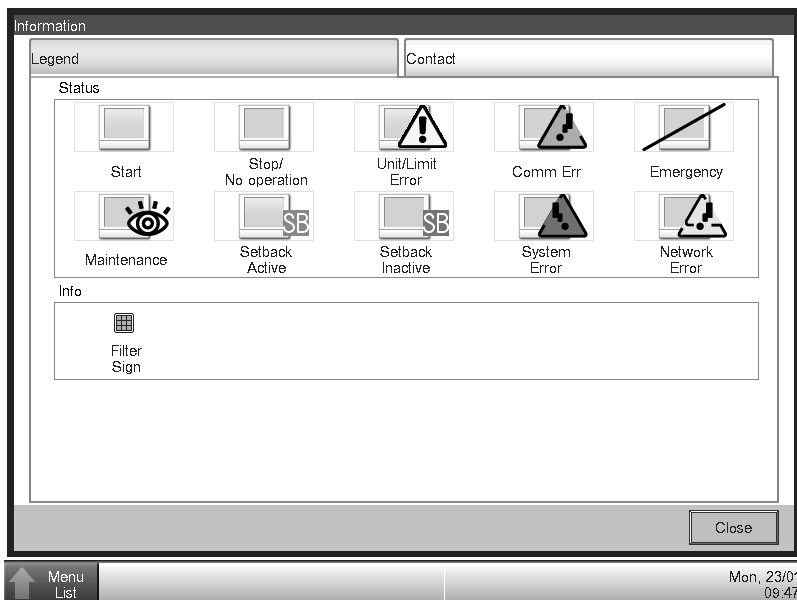 Information
Legend
Contact
Status
Start
Stop/
No operation
Unit/Limit
Error
Comm Err
Emergency
Maintenance
SB
Setback
Active
SB
Setback
Inactive
System
Error
Network
Error
Info
Filter
Sign
Close
Menu
List
Mon, 23/0
09:47